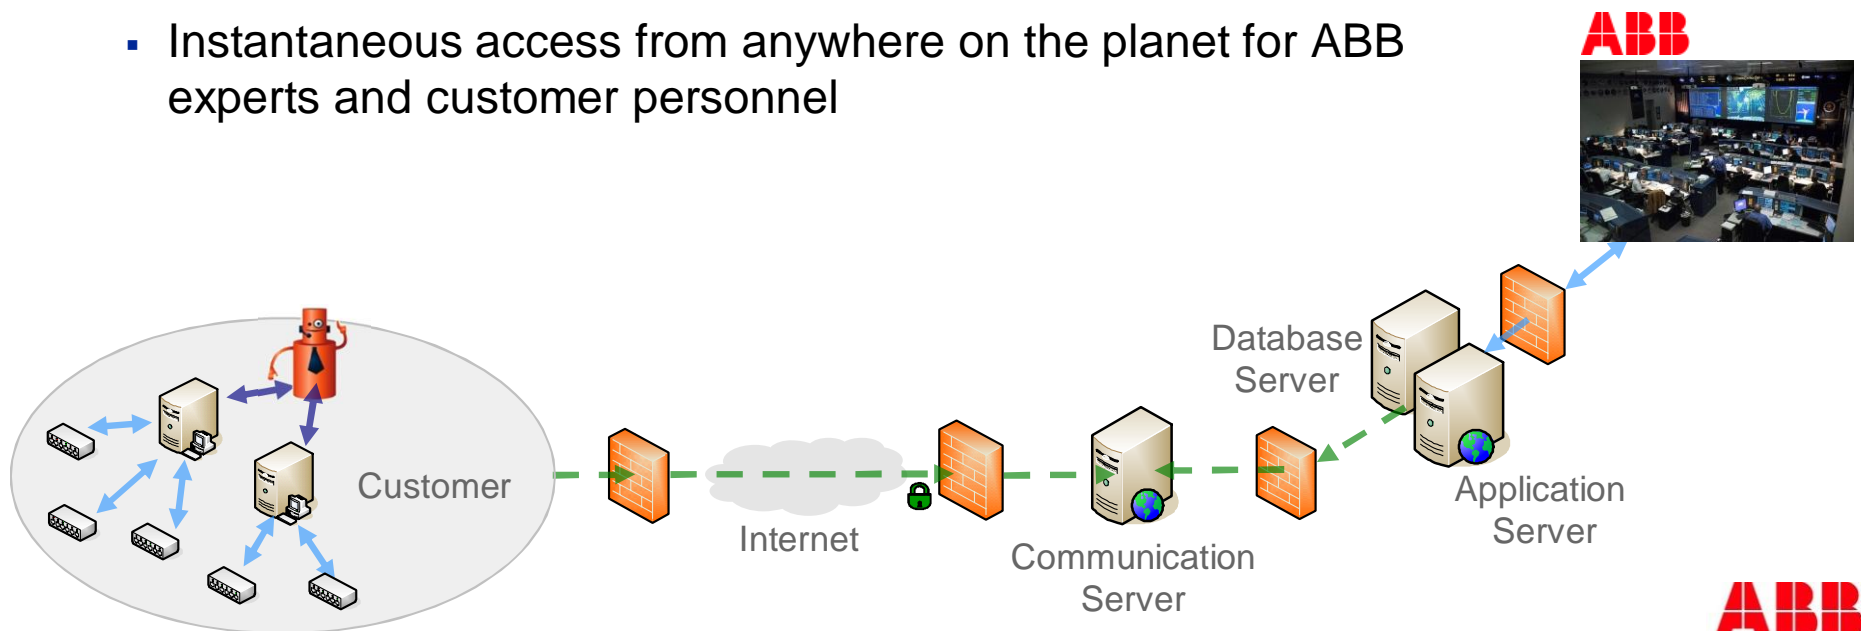 ▪ Instantaneous access from anywhere on the planet for ABB
experts and customer personnel
ABB
Database
Server
Customer
Internet
Communication
Server
Application
Server
ABB